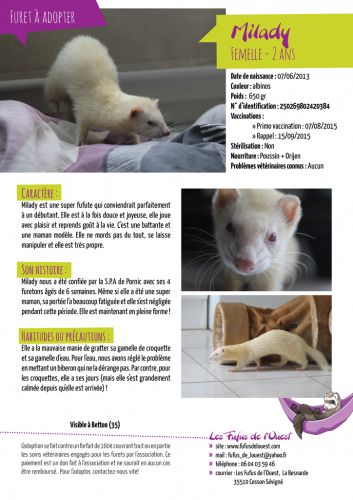 FURET À ADOPTER
Milady
FEMELLE - 2 ANS
Date de naissance : 07/06/2013
Couleur : albinos
Poids : 650 gr
N° d'identification : 250269802420384
Vaccinations :
» Primo vaccination : 07/08/2015
» Rappel : 15/09/2015
Stérilisation : Non
Nourriture : Poussin + Orijen
Problèmes vétérinaires connus : Aucun
CARACTÈRE :
Milady est une super fufute qui conviendrait parfaitement
à un débutant. Elle est à la fois douce et joyeuse, elle joue
avec plaisir et reprends goût à la vie. C'est une battante et
une maman modèle. Elle ne mords pas du tout, se laisse
manipuler et elle est très propre.
SON HISTOIRE :
Milady nous a été confiée par la S.P.A de Pornic avec ses 4
furetons âgés de 6 semaines. Même si elle a été une super
maman, sa portée l'a beaucoup fatiguée et elle s'est négligée
pendant cette période. Elle est maintenant en pleine forme !
HABITUDES OU PRÉCAUTIONS :
Elle a la mauvaise manie de gratter sa gamelle de croquette
et sa gamelle d'eau. Pour l'eau, nous avons réglé le problème
en mettant un biberon qui ne la dérange pas. Par contre, pour
les croquettes, elle a ses jours (mais elle s'est grandement
calmée depuis qu'elle est arrivée) !
Visible à Betton (35)
L'adoption se fait contre un forfait de 160€ couvrant tout ou en partie
les soins vétérinaires engagés pour les furets par l'association. Ce
paiement est un don fait à l'association et ne saurait en aucun cas
être remboursé. Pour l'adopter, contactez-nous vite!
Les Fufus de l'Ouest
» site : www.fufusdelouest.com
» mail : fufus_de_louest@yahoo.fr
» téléphone : 06 04 03 59 46
» courrier : Les Fufus de l'Ouest, La Besnarde
35510 Cesson-Sévigné